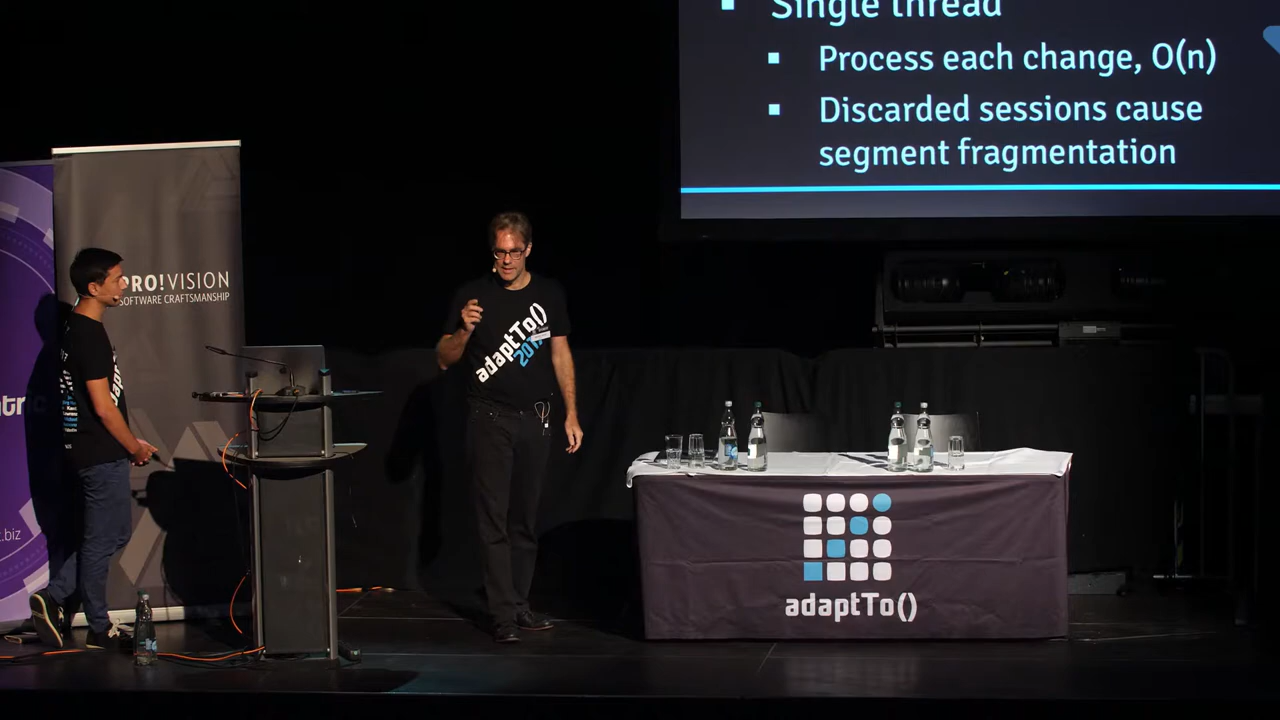 Single thread
Process each change, O(n)
Discarded sessions cause
segment fragmentation
PRO!VISION
SOFTWARE CRAFTSMANSHIP
adaptTo()
adaptTo()
.biz